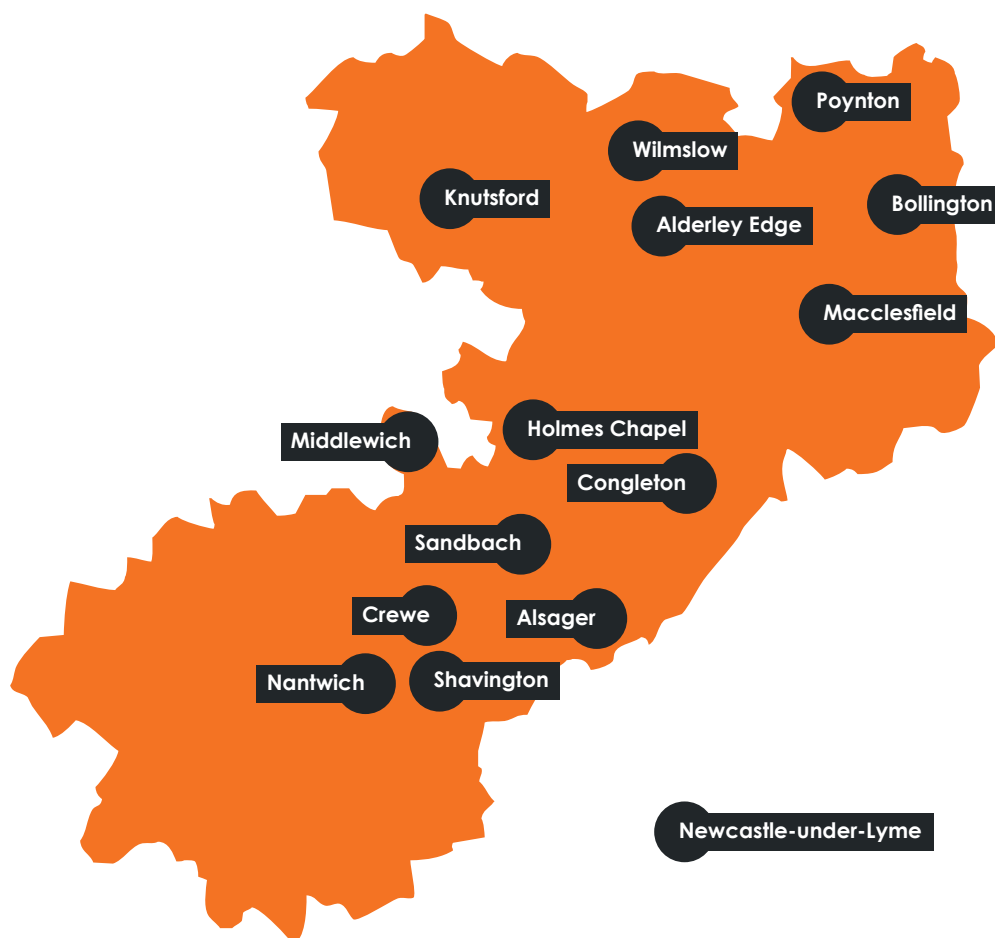 Poynton
Wilmslow
Knutsford
Bollington
Alderley Edge
Macclesfield
Holmes Chapel
Middlewich
Congleton
Sandbach
Crewe
Alsager
Nantwich
Shavington
Newcastle-under-Lyme